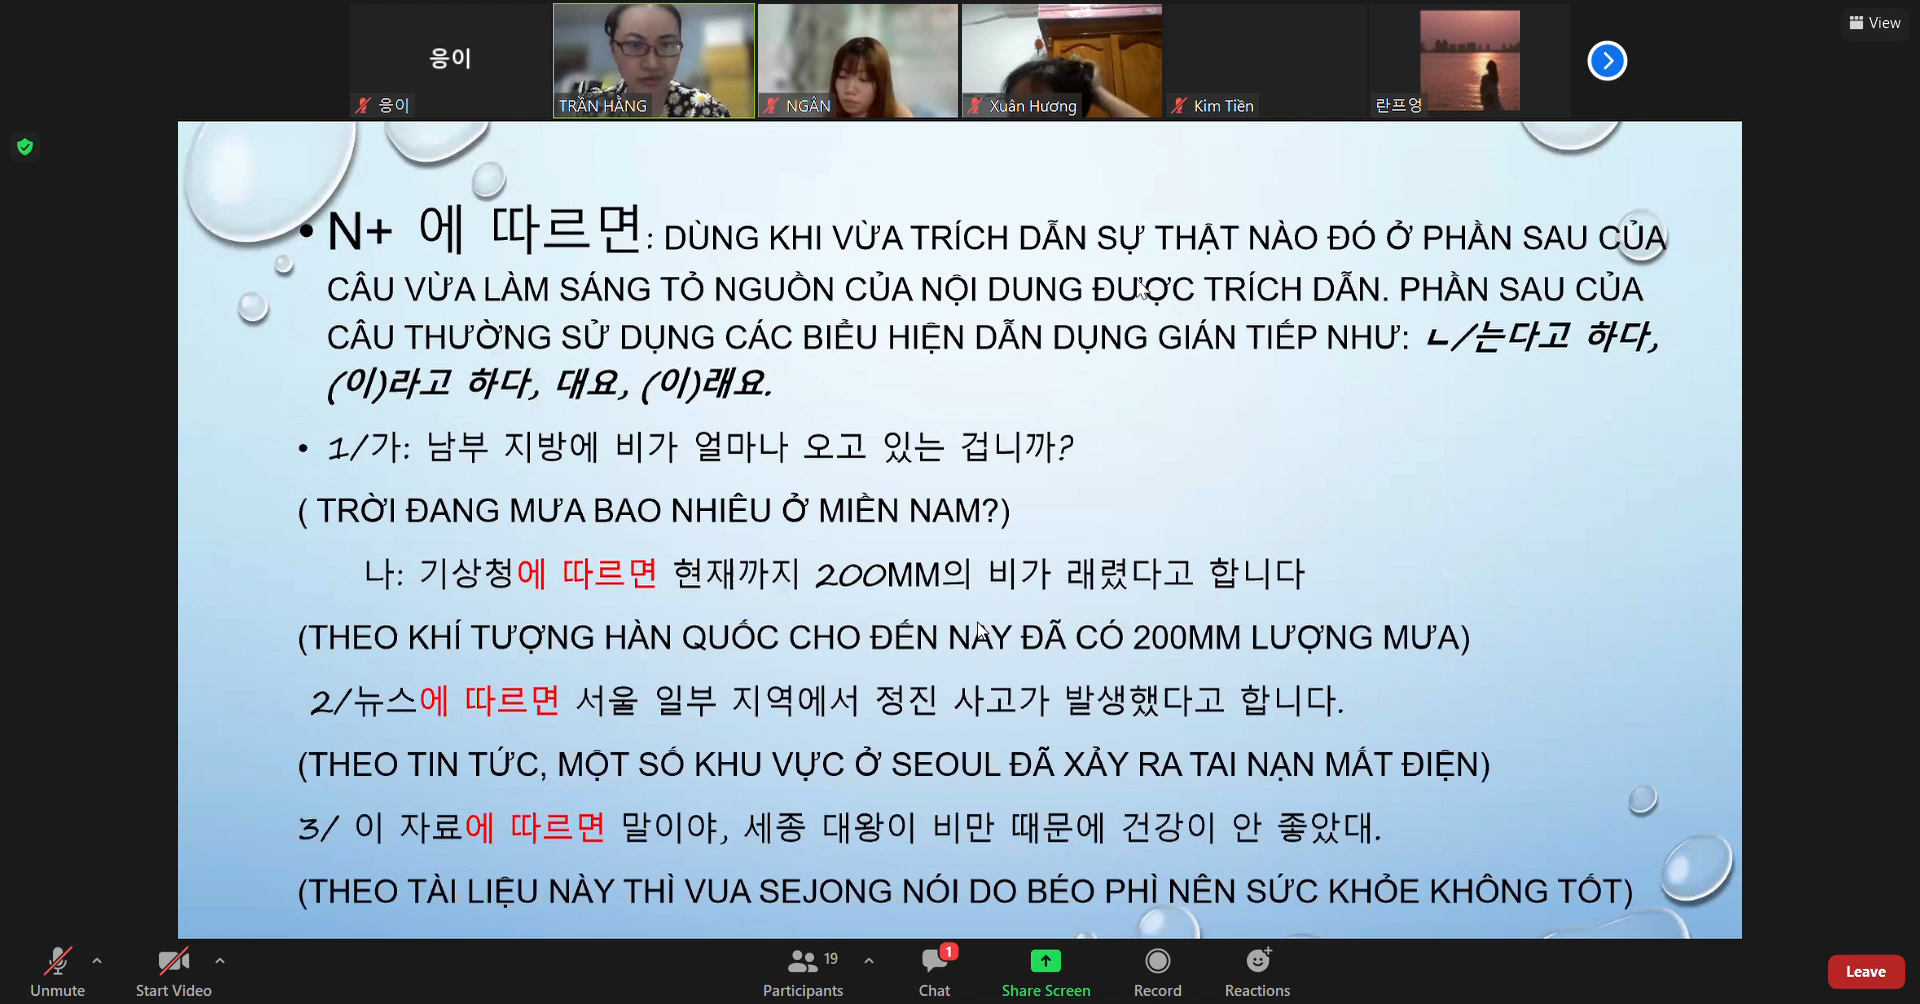 View
응이
응이
TRẦN HẰNG
NGÂN
Xuân Hương
Kim Tiền
란프엉
• N+ 에 따르면: DÙNG KHI VỪA TRÍCH DẪN SỰ THẬT NÀO ĐÓ Ở PHẦN SAU CỦA
CÂU VỪA LÀM SÁNG TỎ NGUỒN CỦA NỘI DUNG ĐƯỢC TRÍCH DẪN. PHẦN SAU CỦA
CÂU THƯỜNG SỬ DỤNG CÁC BIỂU HIỆN DẪN DỤNG GIÁN TIẾP NHƯ: ㄴ/는다고 하다,
(이)라고 하다, 대요, (이)래요.
• 1/가: 남부 지방에 비가 얼마나 오고 있는 겁니까?
( TRỜI ĐANG MƯA BAO NHIÊU Ở MIỀN NAM?)
나: 기상청에 따르면 현재까지 200MM의 비가 래렸다고 합니다
(THEO KHÍ TƯỢNG HÀN QUỐC CHO ĐẾN NAY ĐÃ CÓ 200MM LƯỢNG MƯA)
2/뉴스에 따르면 서울 일부 지역에서 정진 사고가 발생했다고 합니다.
(THEO TIN TỨC, MỘT SỐ KHU VỰC Ở SEOUL ĐÃ XẢY RA TAI NẠN MẤT ĐIỆN)
3/ 이 자료에 따르면 말이야, 세종 대왕이 비만 때문에 건강이 안 좋았대.
(THEO TÀI LIỆU NÀY THÌ VUA SEJONG NÓI DO BÉO PHÌ NÊN SỨC KHỎE KHÔNG TỐT)
Unmute
Start Video
19
Participants
1
Chat
Share Screen
Record
Reactions
Leave